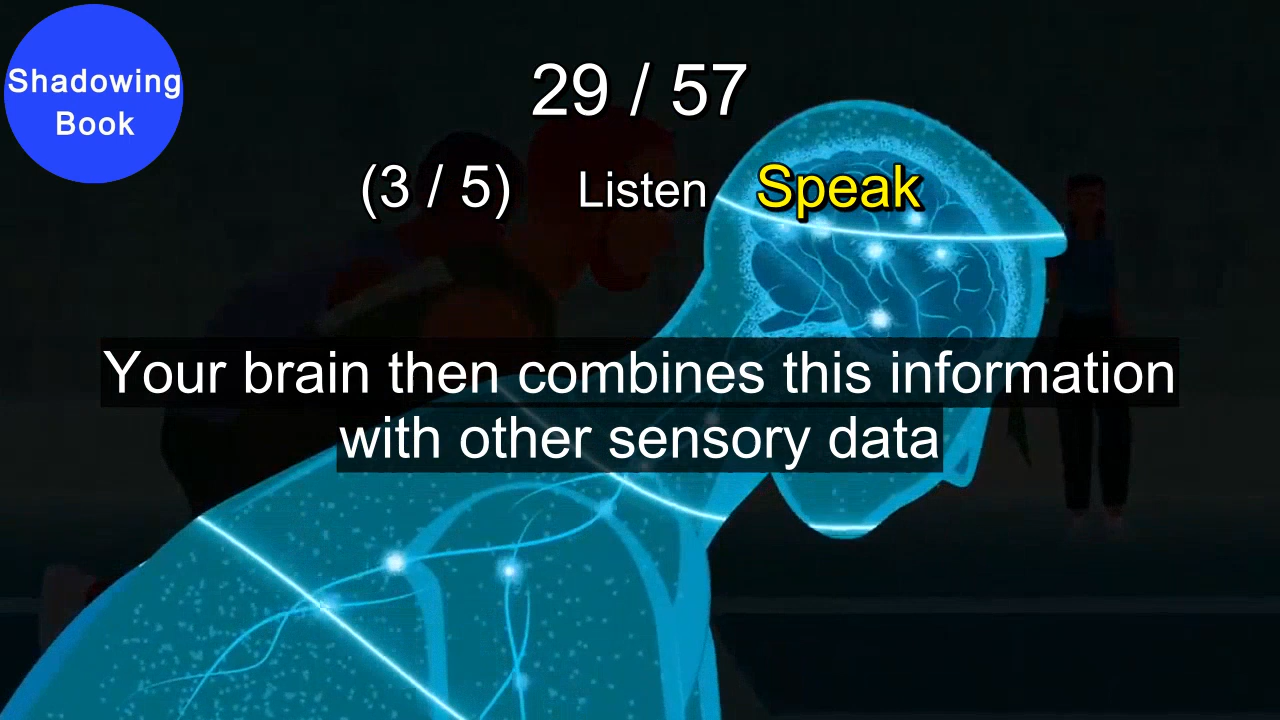 Shadowing
Book
29 / 57
(3 / 5) Listen Speak
Your brain then combines this information
with other sensory data